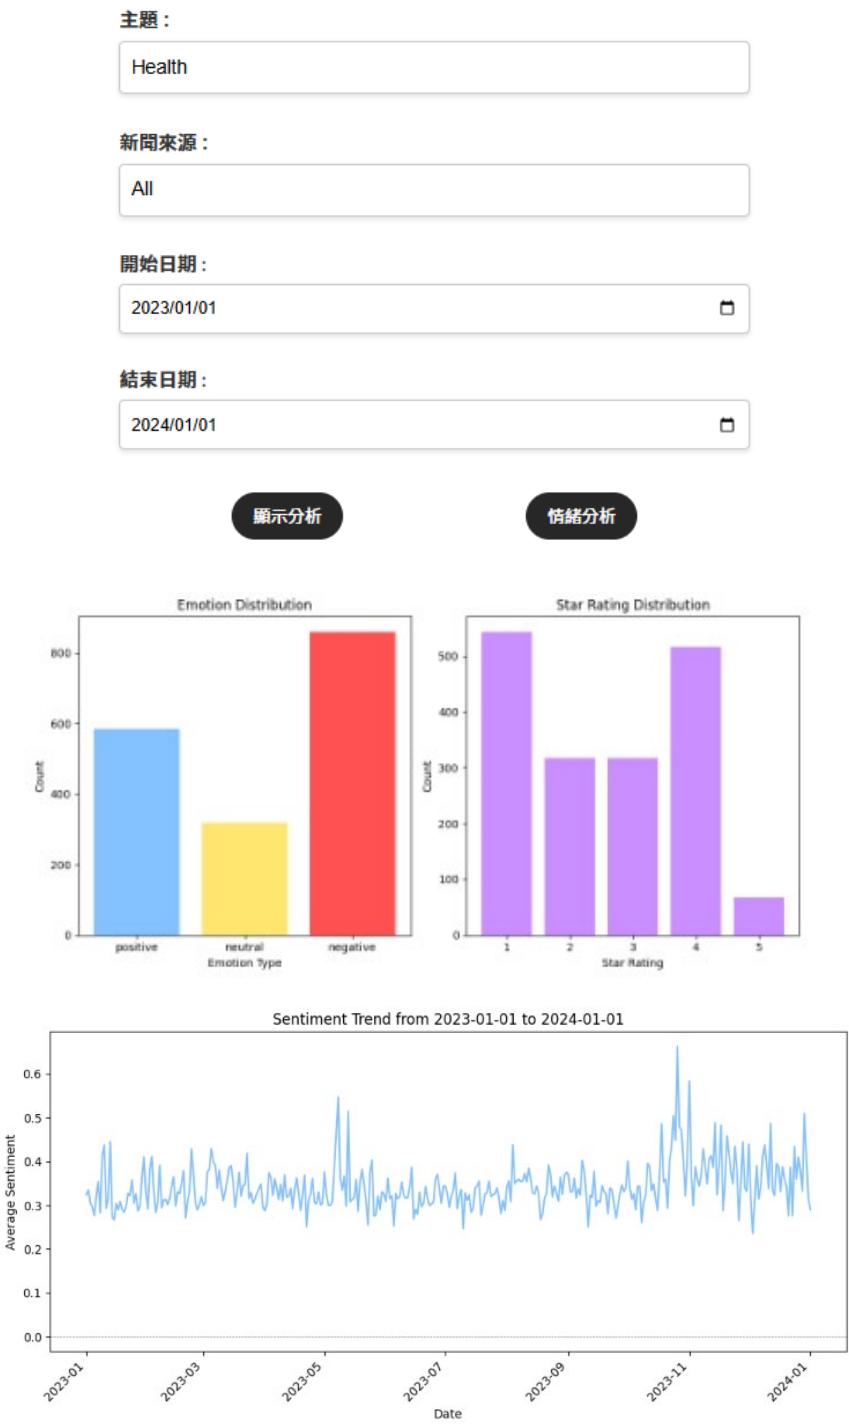 主題 :
Health
新聞來源 :
All
開始日期 :
2023/01/01
結束日期 :
2024/01/01
顯示分析
情緒分析
Emotion Distribution
Count
800
600
400
200
0
positive neutral negative
Emotion Type
Star Rating Distribution
Count
500
400
300
200
100
0
1 2 3 4 5
Star Rating
Sentiment Trend from 2023-01-01 to 2024-01-01
Average Sentiment
0.6
0.5
0.4
0.3
0.2
0.1
0.0
2023-01 2023-03 2023-05 2023-07 2023-09 2023-11 2024-01
Date